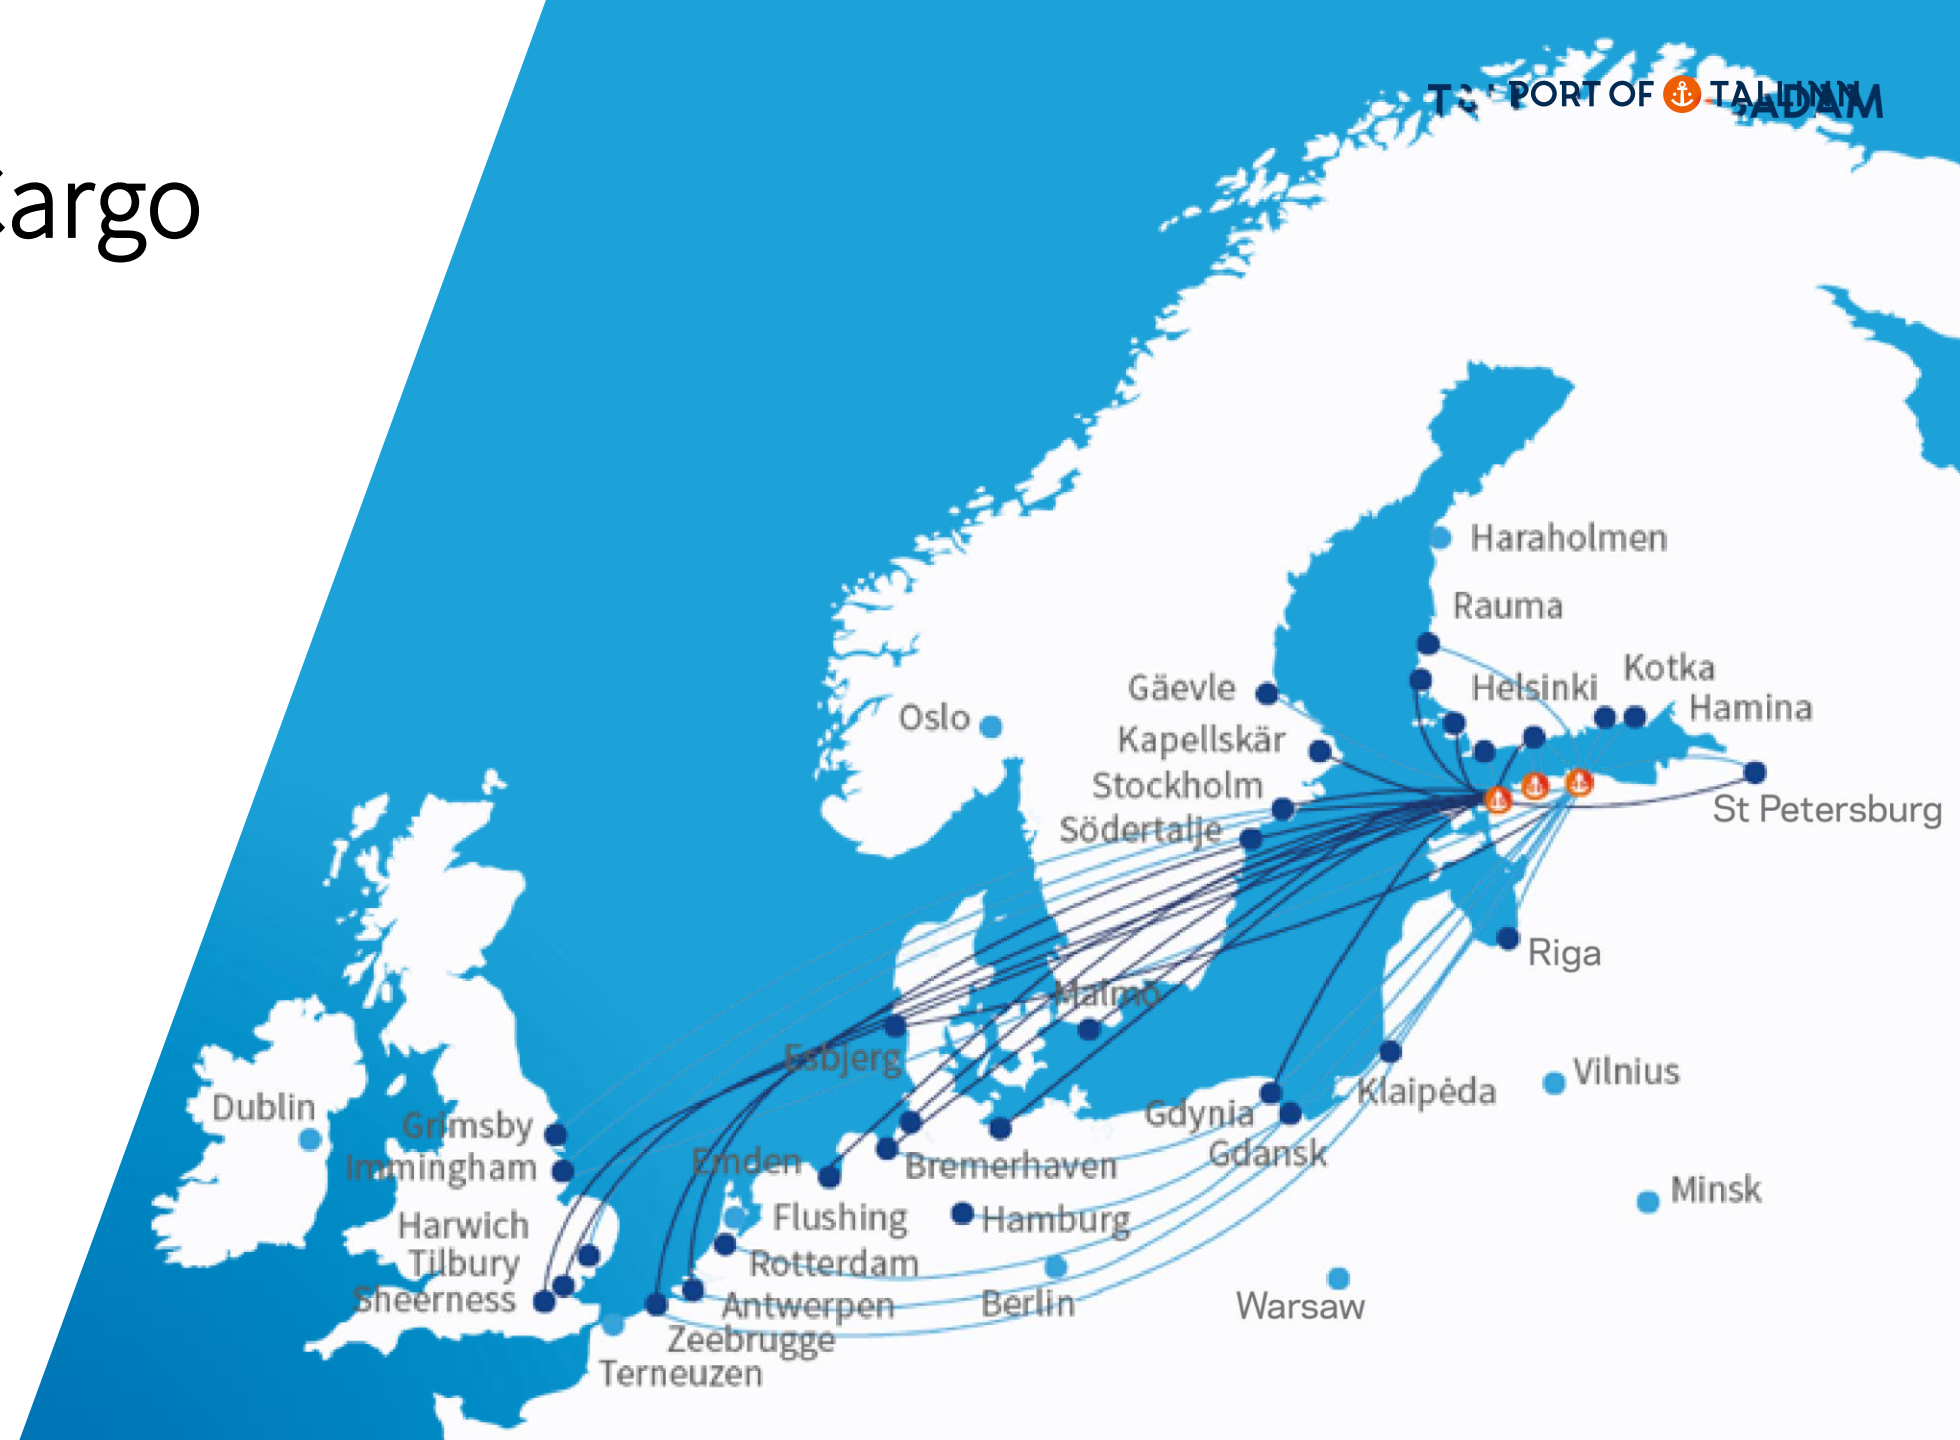 PORT OF TALLINN
Cargo
Haraholmen
Rauma
Kotka
Gäevle
Helsinki
Hamina
Oslo
Kapellskär
Stockholm
St Petersburg
Södertalje
Riga
Malmö
Esbjerg
Vilnius
Klaipėda
Dublin
Gdynia
Grimsby
Gdansk
Emden
Bremerhaven
Immingham
Minsk
Flushing
Hamburg
Harwich
Rotterdam
Tilbury
Sheerness
Antwerpen
Berlin
Warsaw
Zeebrugge
Terneuzen